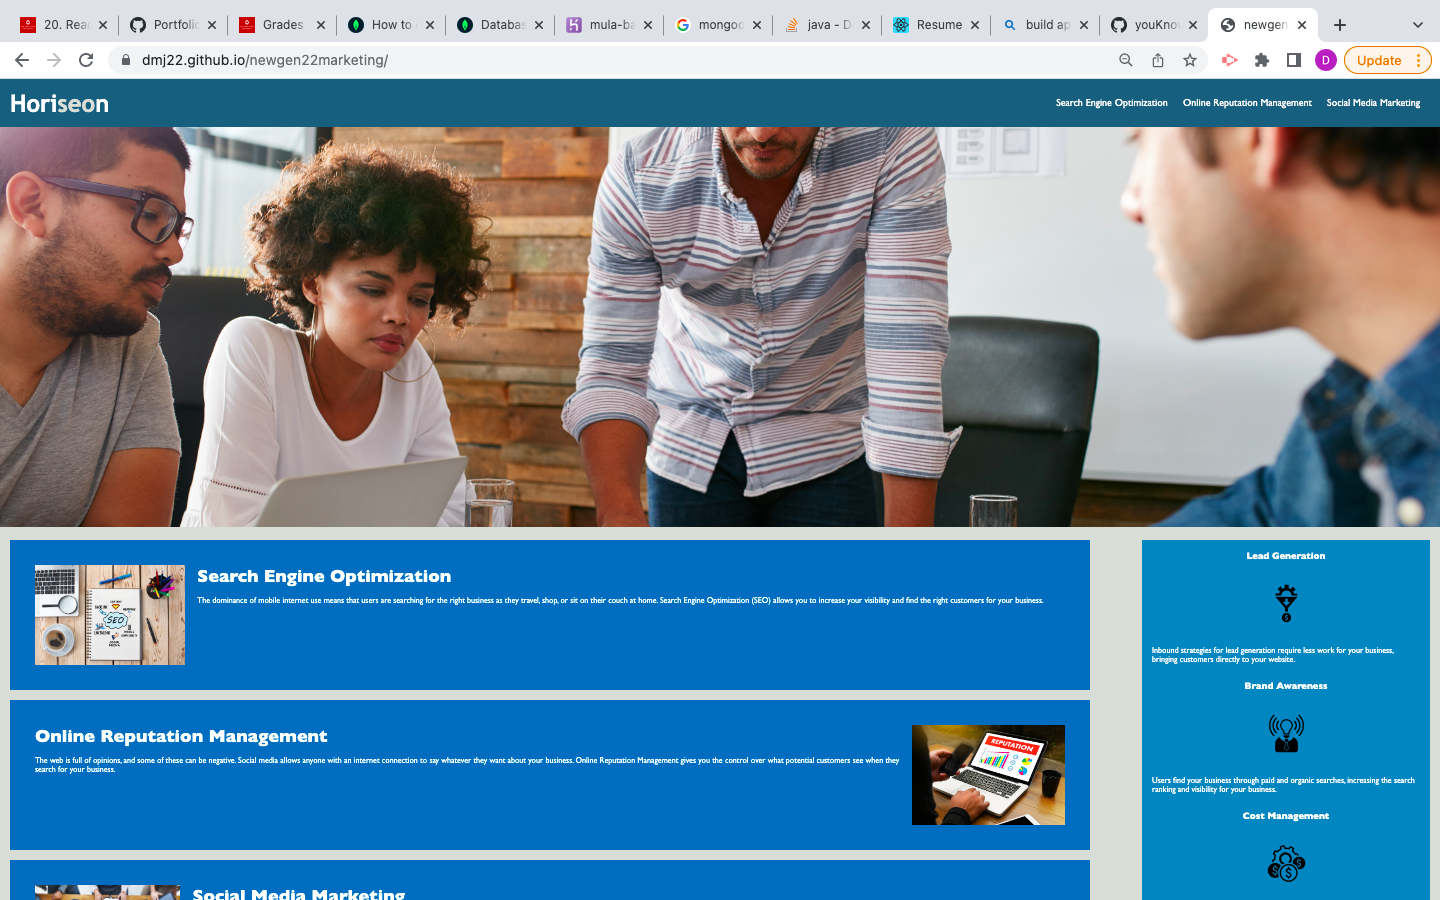 20. Rea
Portfolio
Grades
How to
Databas
mula-ba
mongoo
java - D
Resume
build ap
youKnov
newgen
dmj22.github.io/newgen22marketing/
D
Update
Horiseon
Search Engine Optimization
Online Reputation Management
Social Media Marketing
SEO
Search Engine Optimization
The dominance of mobile internet use means that users are searching for the right business as they travel, shop, or sit on their couch at home. Search Engine Optimization (SEO) allows you to increase your visibility and find the right customers for your business.
Online Reputation Management
The web is full of opinions, and some of these can be negative. Social media allows anyone with an internet connection to say whatever they want about your business. Online Reputation Management gives you the control over what potential customers see when they
search for your business.
REPUTATION
Social Media Marketing
Lead Generation
Inbound strategies for lead generation require less work for your business,
bringing customers directly to your website.
Brand Awareness
Users find your business through paid and organic searches, increasing the search
ranking and visibility for your business.
Cost Management